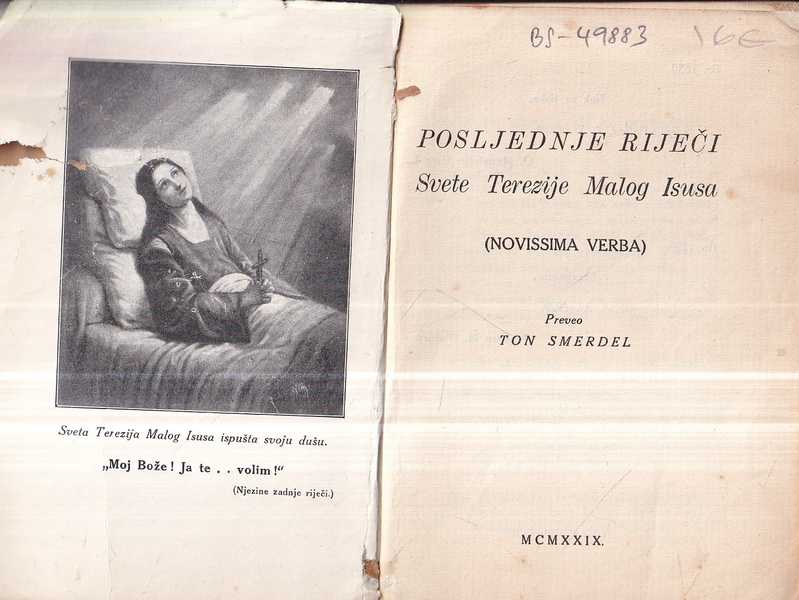 Sveta Terezija Malog Isusa ispušta svoju dušu.
„Moj Bože! Ja te . . volim!“
(Njezine zadnje riječi.)
BS-49883 16€
POSLJEDNJE RIJEČI
Svete Terezije Malog Isusa
(NOVISSIMA VERBA)
Preveo
TON SMERDEL
MCMXXIX.